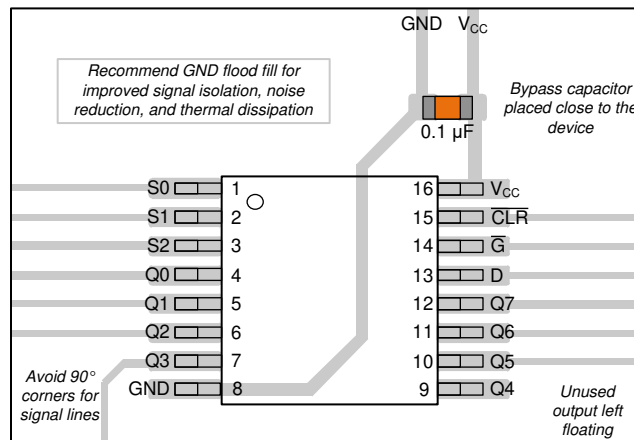 GND V_CC
Recommend GND flood fill for
improved signal isolation, noise
reduction, and thermal dissipation
Bypass capacitor
placed close to the
device
0.1 µF
S0 1 16 V_CC
S1 2 15 C̅L̅R̅
S2 3 14 G̅
Q0 4 13 D
Q1 5 12 Q7
Q2 6 11 Q6
Q3 7 10 Q5
GND 8 9 Q4
Avoid 90°
corners for
signal lines
Unused
output left
floating